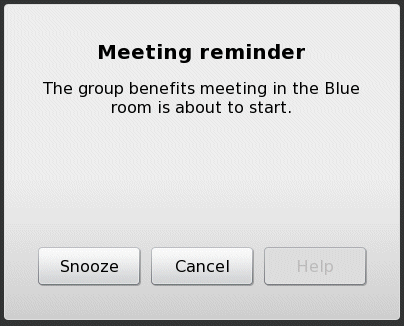 Meeting reminder
The group benefits meeting in the Blue
room is about to start.
Snooze Cancel Help